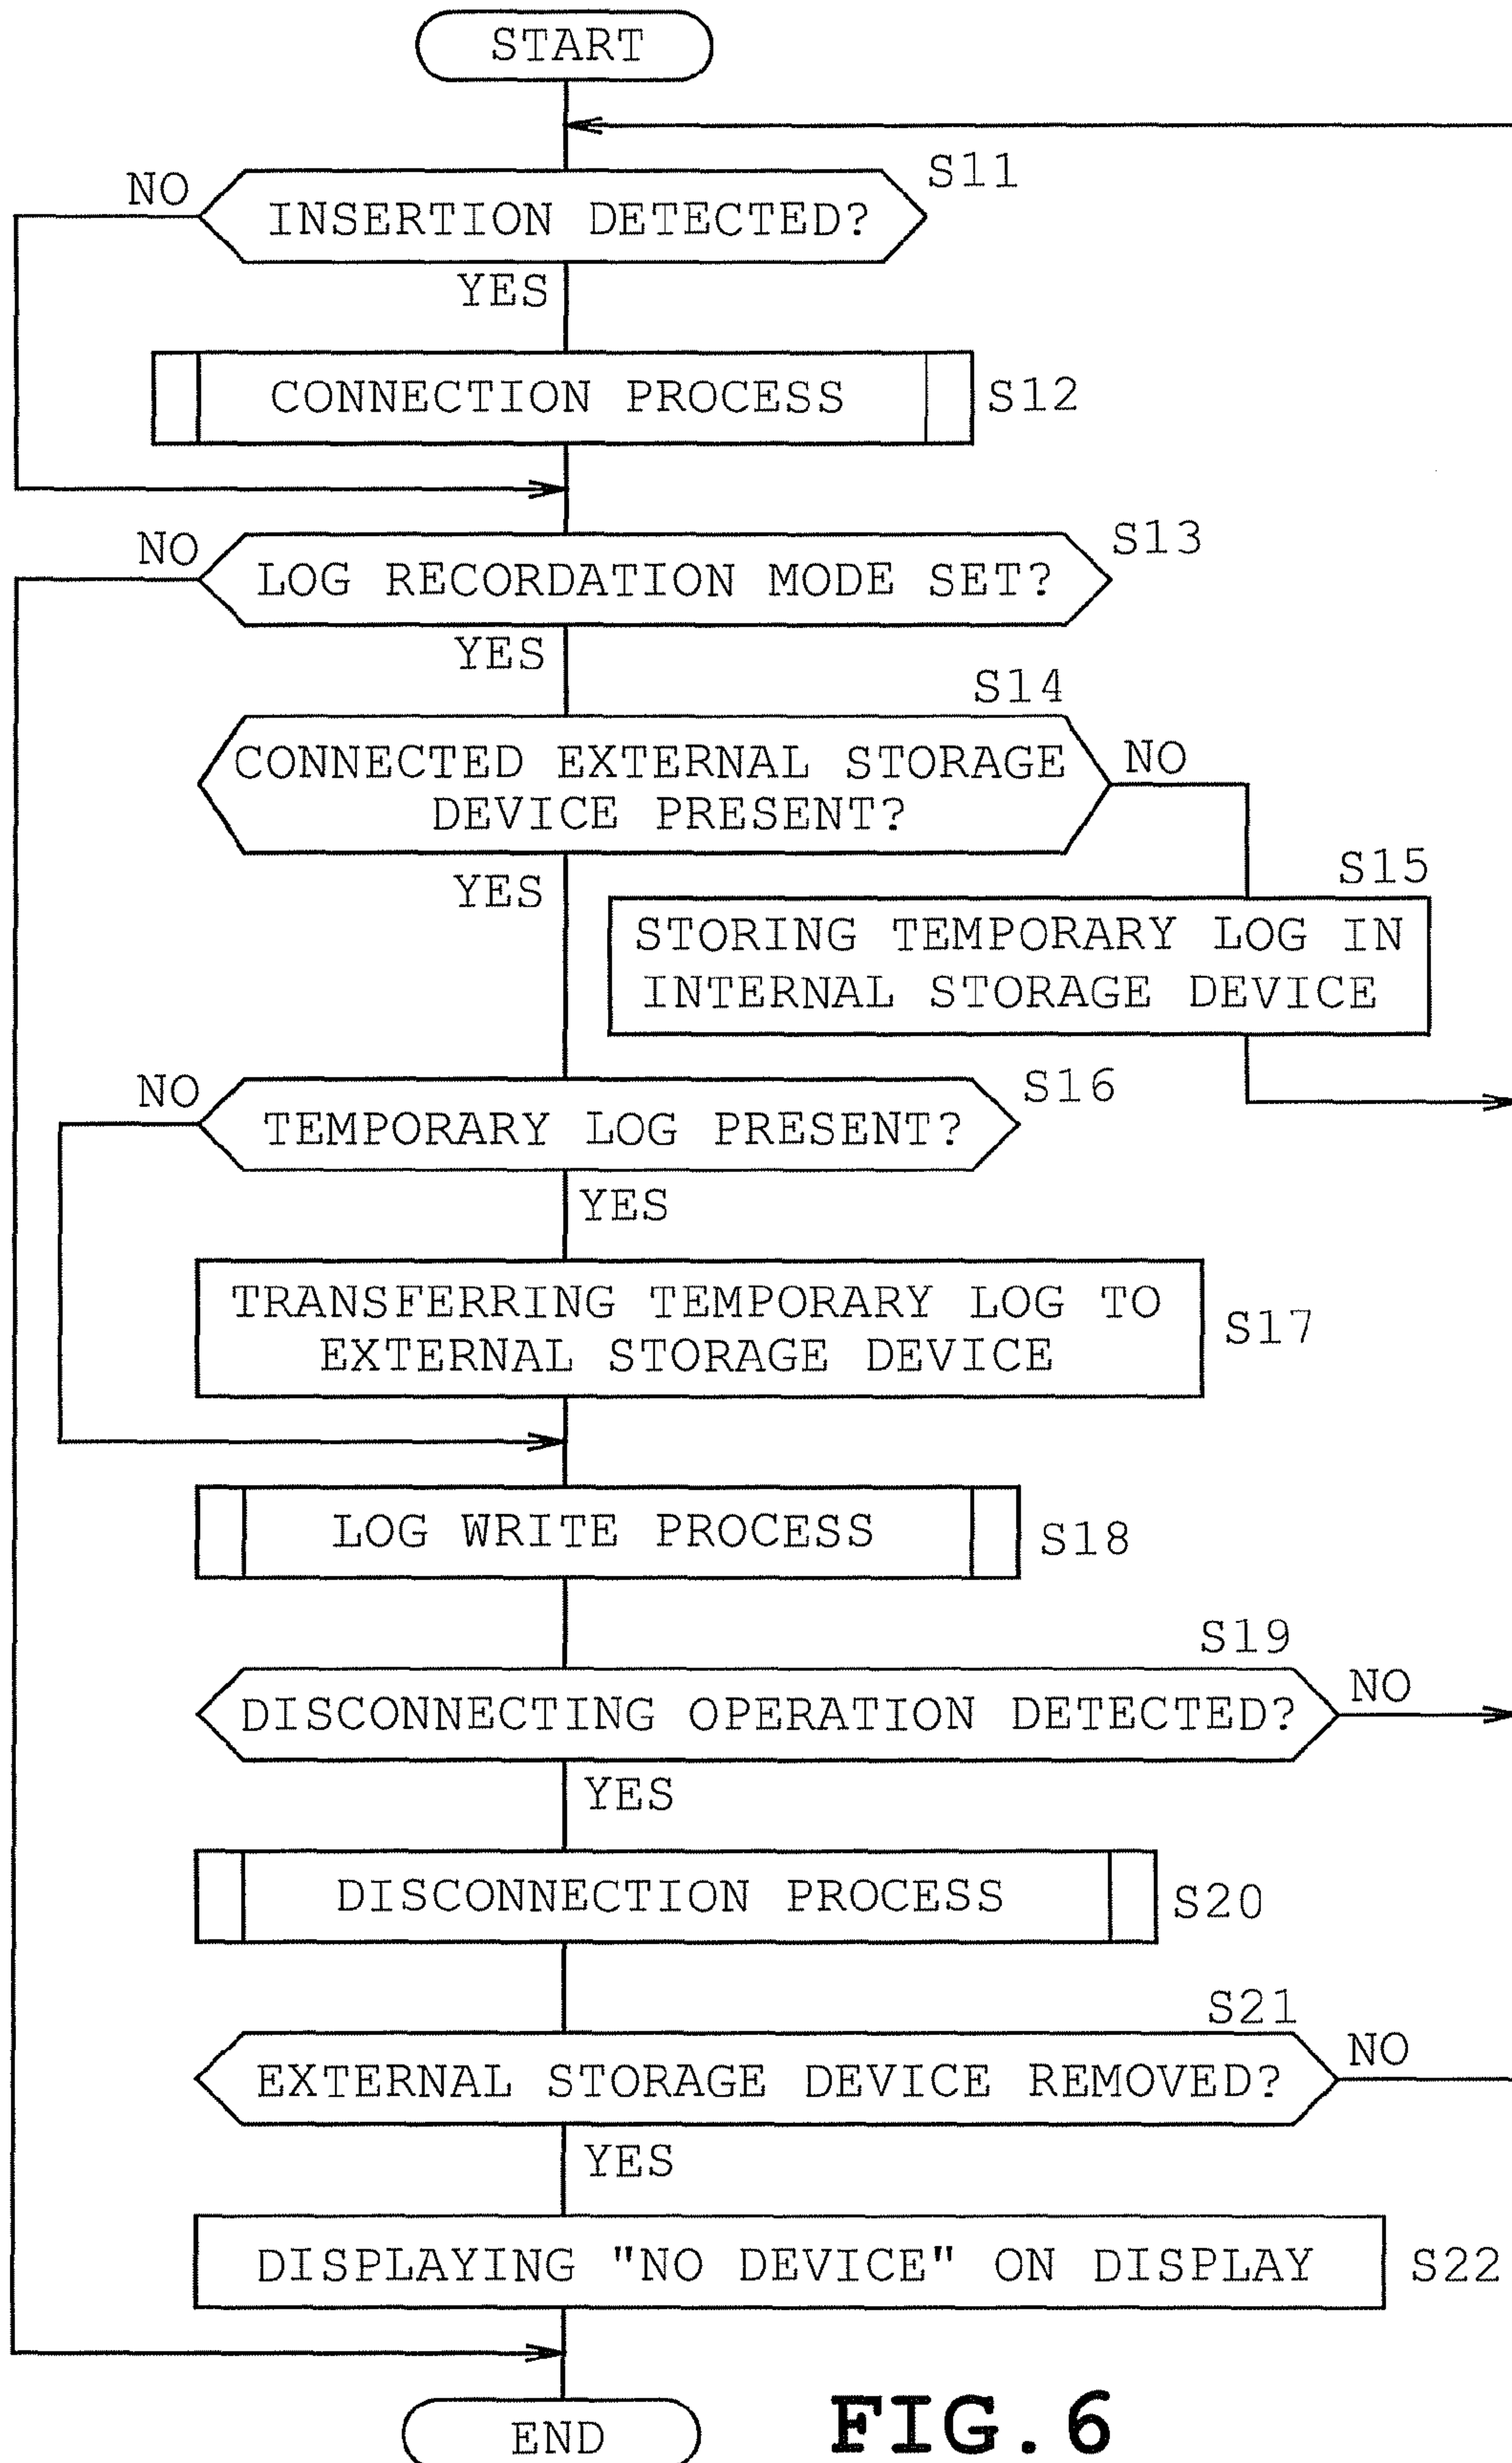 START
S11
NO
INSERTION DETECTED?
YES
CONNECTION PROCESS
S12
NO
S13
LOG RECORDATION MODE SET?
YES
S14
CONNECTED EXTERNAL STORAGE
DEVICE PRESENT?
NO
YES
S15
STORING TEMPORARY LOG IN
INTERNAL STORAGE DEVICE
NO
S16
TEMPORARY LOG PRESENT?
YES
TRANSFERRING TEMPORARY LOG TO
EXTERNAL STORAGE DEVICE
S17
LOG WRITE PROCESS
S18
S19
DISCONNECTING OPERATION DETECTED?
NO
YES
DISCONNECTION PROCESS
S20
S21
EXTERNAL STORAGE DEVICE REMOVED?
NO
YES
DISPLAYING "NO DEVICE" ON DISPLAY
S22
END
FIG.6